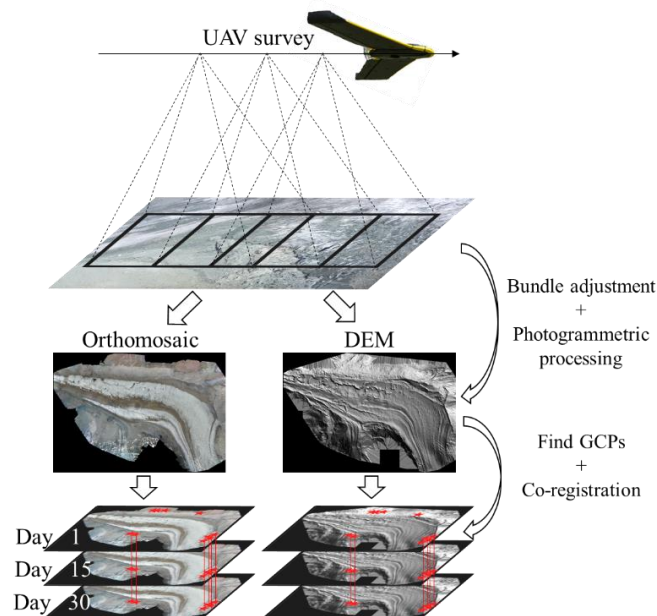 UAV survey
Bundle adjustment
+
Photogrammetric
processing
Orthomosaic
DEM
Find GCPs
+
Co-registration
Day 1
Day 15
Day 30